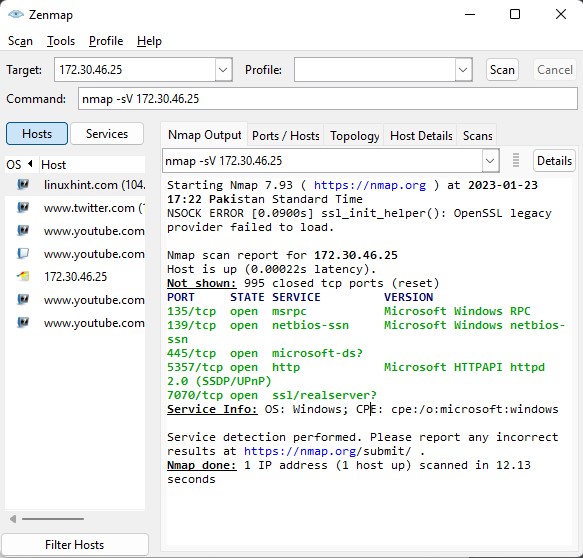 Zenmap
Scan Tools Profile Help
Target: 172.30.46.25 Profile: Scan Cancel
Command: nmap -sV 172.30.46.25
Hosts Services
OS Host
linuxhint.com (104.
www.twitter.com (1
www.youtube.com
www.youtube.com
172.30.46.25
www.youtube.com
www.youtube.com
Filter Hosts
Nmap Output Ports / Hosts Topology Host Details Scans
nmap -sV 172.30.46.25 Details
Starting Nmap 7.93 ( https://nmap.org ) at 2023-01-23
17:22 Pakistan Standard Time
NSOCK ERROR [0.0900s] ssl_init_helper(): OpenSSL legacy
provider failed to load.
Nmap scan report for 172.30.46.25
Host is up (0.00022s latency).
Not shown: 995 closed tcp ports (reset)
PORT STATE SERVICE VERSION
135/tcp open msrpc Microsoft Windows RPC
139/tcp open netbios-ssn Microsoft Windows netbios-
ssn
445/tcp open microsoft-ds?
5357/tcp open http Microsoft HTTPAPI httpd
2.0 (SSDP/UPnP)
7070/tcp open ssl/realserver?
Service Info: OS: Windows; CPE: cpe:/o:microsoft:windows
Service detection performed. Please report any incorrect
results at https://nmap.org/submit/ .
Nmap done: 1 IP address (1 host up) scanned in 12.13
seconds